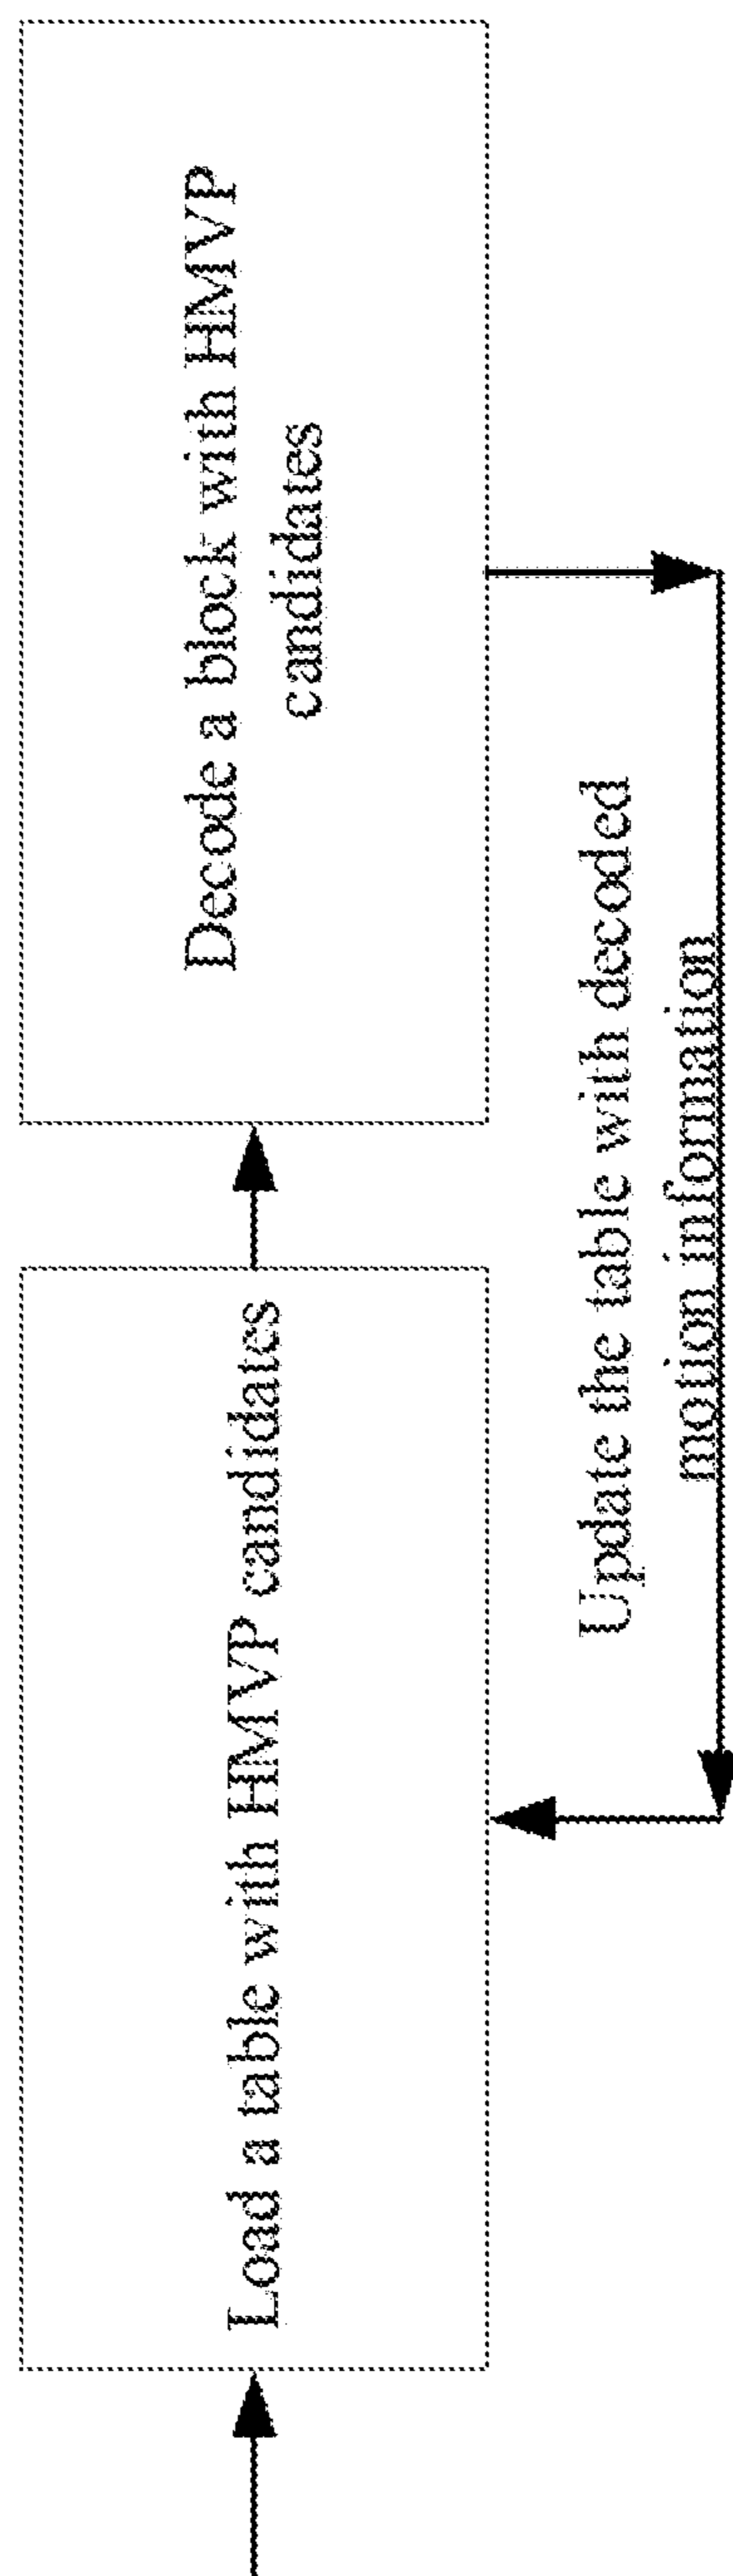 Load a table with HMVP candidates
Decode a block with HMVP
candidates
Update the table with decoded
motion information